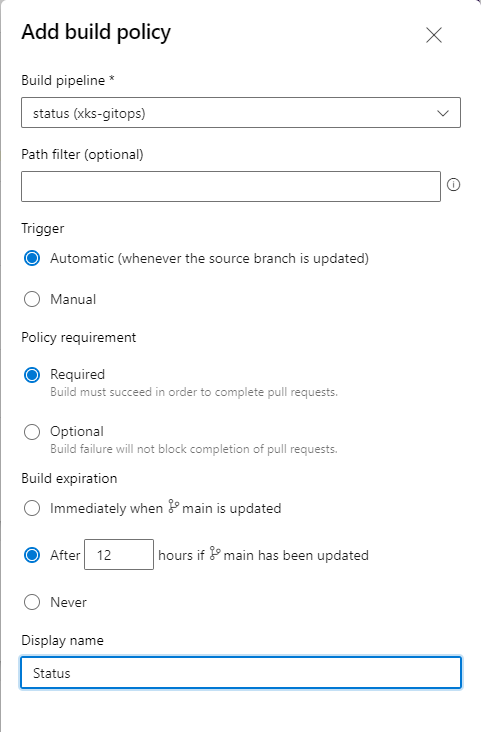 Add build policy
Build pipeline *
status (xks-gitops)
Path filter (optional)
Trigger
Automatic (whenever the source branch is updated)
Manual
Policy requirement
Required
Build must succeed in order to complete pull requests.
Optional
Build failure will not block completion of pull requests.
Build expiration
Immediately when main is updated
After 12 hours if main has been updated
Never
Display name
Status